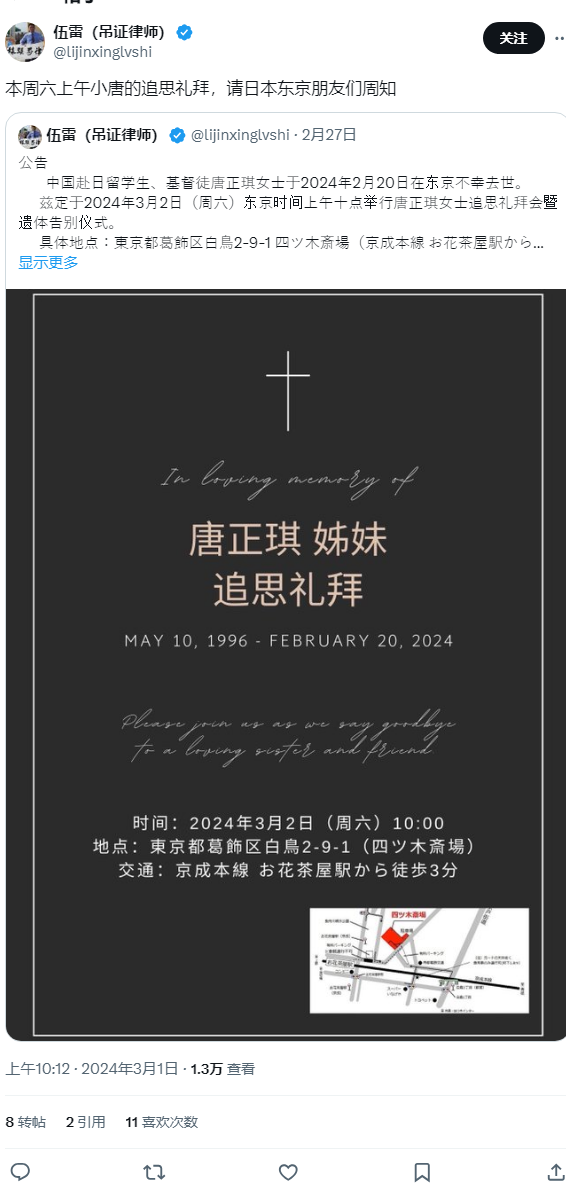 伍雷（吊证律师）
@lijinxinglvshi
关注
本周六上午小唐的追思礼拜，请日本东京朋友们周知
伍雷（吊证律师） @lijinxinglvshi · 2月27日
公告
中国赴日留学生、基督徒唐正琪女士于2024年2月20日在东京不幸去世。
兹定于2024年3月2日（周六）东京时间上午十点举行唐正琪女士追思礼拜会暨
遗体告别仪式。
具体地点：東京都葛飾区白鳥2-9-1 四ツ木斎場（京成本線 お花茶屋駅から...
显示更多
In loving memory of
唐正琪 姊妹
追思礼拜
MAY 10, 1996 - FEBRUARY 20, 2024
Please join us as we say goodbye
to a loving sister and friend
时间：2024年3月2日（周六）10:00
地点：東京都葛飾区白鳥2-9-1（四ツ木斎場）
交通：京成本線 お花茶屋駅から徒歩3分
四ツ木斎場
お花茶屋駅
上午10:12 · 2024年3月1日 · 1.3万 查看
8 转帖 2 引用 11 喜欢次数